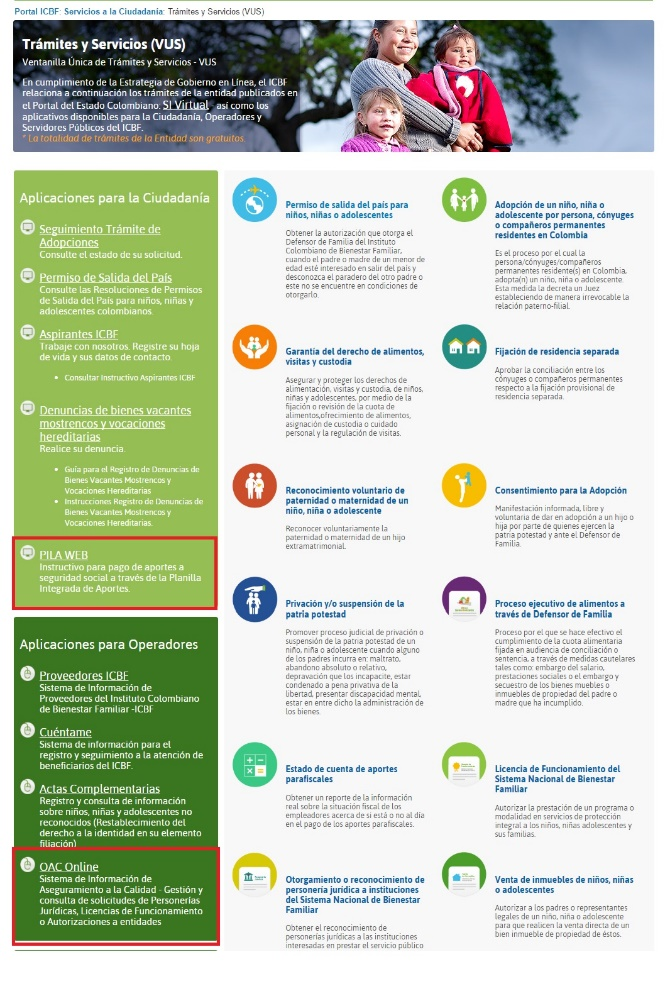 Portal ICBF: Servicios a la Ciudadanía: Trámites y Servicios (VUS)
Trámites y Servicios (VUS)
Ventanilla Única de Trámites y Servicios - VUS
En cumplimiento de la Estrategia de Gobierno en Línea, el ICBF
relaciona a continuación los trámites de la entidad publicados en
el Portal del Estado Colombiano: SI Virtual , así como los
aplicativos disponibles para la Ciudadanía, Operadores y
Servidores Públicos del ICBF.
* La totalidad de trámites de la Entidad son gratuitos.
Aplicaciones para la Ciudadanía
Seguimiento Trámite de
Adopciones
Consulte el estado de su solicitud.
Permiso de Salida del País
Consulte las Resoluciones de Permisos
de Salida del País para niños, niñas y
adolescentes colombianos.
Aspirantes ICBF
Trabaje con nosotros. Registre su hoja
de vida y sus datos de contacto.
• Consultar Instructivo Aspirantes ICBF
Denuncias de bienes vacantes
mostrencos y vocaciones
hereditarias
Realice su denuncia.
• Guía para el Registro de Denuncias de
Bienes Vacantes Mostrencos y
Vocaciones Hereditarias
• Instrucciones Registro de Denuncias de
Bienes Vacantes Mostrencos y
Vocaciones Hereditarias.
PILA WEB
Instructivo para pago de aportes a
seguridad social a través de la Planilla
Integrada de Aportes.
Aplicaciones para Operadores
Proveedores ICBF
Sistema de Información de
Proveedores del Instituto Colombiano
de Bienestar Familiar -ICBF
Cuéntame
Sistema de información para el
registro y seguimiento a la atención de
beneficiarios del ICBF.
Actas Complementarias
Registro y consulta de información
sobre niños, niñas y adolescentes no
reconocidos (Restablecimiento del
derecho a la identidad en su elemento
filiación)
OAC Online
Sistema de Información de
Aseguramiento a la Calidad - Gestión y
consulta de solicitudes de Personerías
Jurídicas, Licencias de Funcionamiento
o Autorizaciones a entidades
Permiso de salida del país para
niños, niñas o adolescentes
Obtener la autorización que otorga el
Defensor de Familia del Instituto
Colombiano de Bienestar Familiar,
cuando el padre o madre de un menor de
edad esté interesado en salir del país y
desconozca el paradero del otro padre o
este no se encuentre en condiciones de
otorgarlo.
Adopción de un niño, niña o
adolescente por persona, cónyuges
o compañeros permanentes
residentes en Colombia
Es el proceso por el cual la
persona/cónyuges/compañeros
permanentes residente(s) en Colombia,
adopta(n) un niño, niña o adolescente.
Esta medida la decreta un Juez
estableciendo de manera irrevocable la
relación paterno-filial.
Garantía del derecho de alimentos,
visitas y custodia
Asegurar y proteger los derechos de
alimentación, visitas y custodia, de niños,
niñas y adolescentes, por medio de la
fijación o revisión de la cuota de
alimentos,ofrecimiento de alimentos,
asignación de custodia o cuidado
personal y la regulación de visitas.
Fijación de residencia separada
Aprobar la conciliación entre los
cónyuges o compañeros permanentes
respecto a la fijación provisional de
residencia separada.
Reconocimiento voluntario de
paternidad o maternidad de un
niño, niña o adolescente
Reconocer voluntariamente la
paternidad o maternidad de un hijo
extramatrimonial.
Consentimiento para la Adopción
Manifestación informada, libre y
voluntaria de dar en adopción a un hijo o
hija por parte de quienes ejercen la
patria potestad y ante el Defensor de
Familia.
Privación y/o suspensión de la
patria potestad
Promover proceso judicial de privación o
suspensión de la patria potestad de un
niño, niña o adolescente cuando alguno
de los padres incurra en: maltrato,
abandono absoluto o relativo,
depravación que los incapacite, estar
condenado a pena privativa de la
libertad, presentar discapacidad mental,
estar en entre dicho la administración de
los bienes
Proceso ejecutivo de alimentos a
través de Defensor de Familia
Proceso por el que se hace efectivo el
cumplimiento de la cuota alimentaria
fijada en audiencia de conciliación o
sentencia, a través de medidas cautelares
tales como: embargo del salario,
prestaciones sociales o el embargo y
secuestro de los bienes muebles o
inmuebles de propiedad del padre o
madre que ha incumplido.
Estado de cuenta de aportes
parafiscales
Obtener un reporte de la información
real sobre la situación fiscal de los
empleadores acerca de si está o no al día
en el pago de los aportes parafiscales.
Licencia de Funcionamiento del
Sistema Nacional de Bienestar
Familiar
Autorizar la prestación de un programa o
modalidad en servicios de protección
integral a los niños, niñas adolescentes y
sus familias.
Otorgamiento o reconocimiento de
personería jurídica a instituciones
del Sistema Nacional de Bienestar
Familiar
Obtener el reconocimiento de
personerías jurídicas a las instituciones
interesadas en prestar el servicio público
Venta de inmuebles de niños, niñas
o adolescentes
Autorizar a los padres o representantes
legales de un niño, niña o adolescente
para que realicen la venta directa de un
bien inmueble de propiedad de éstos.